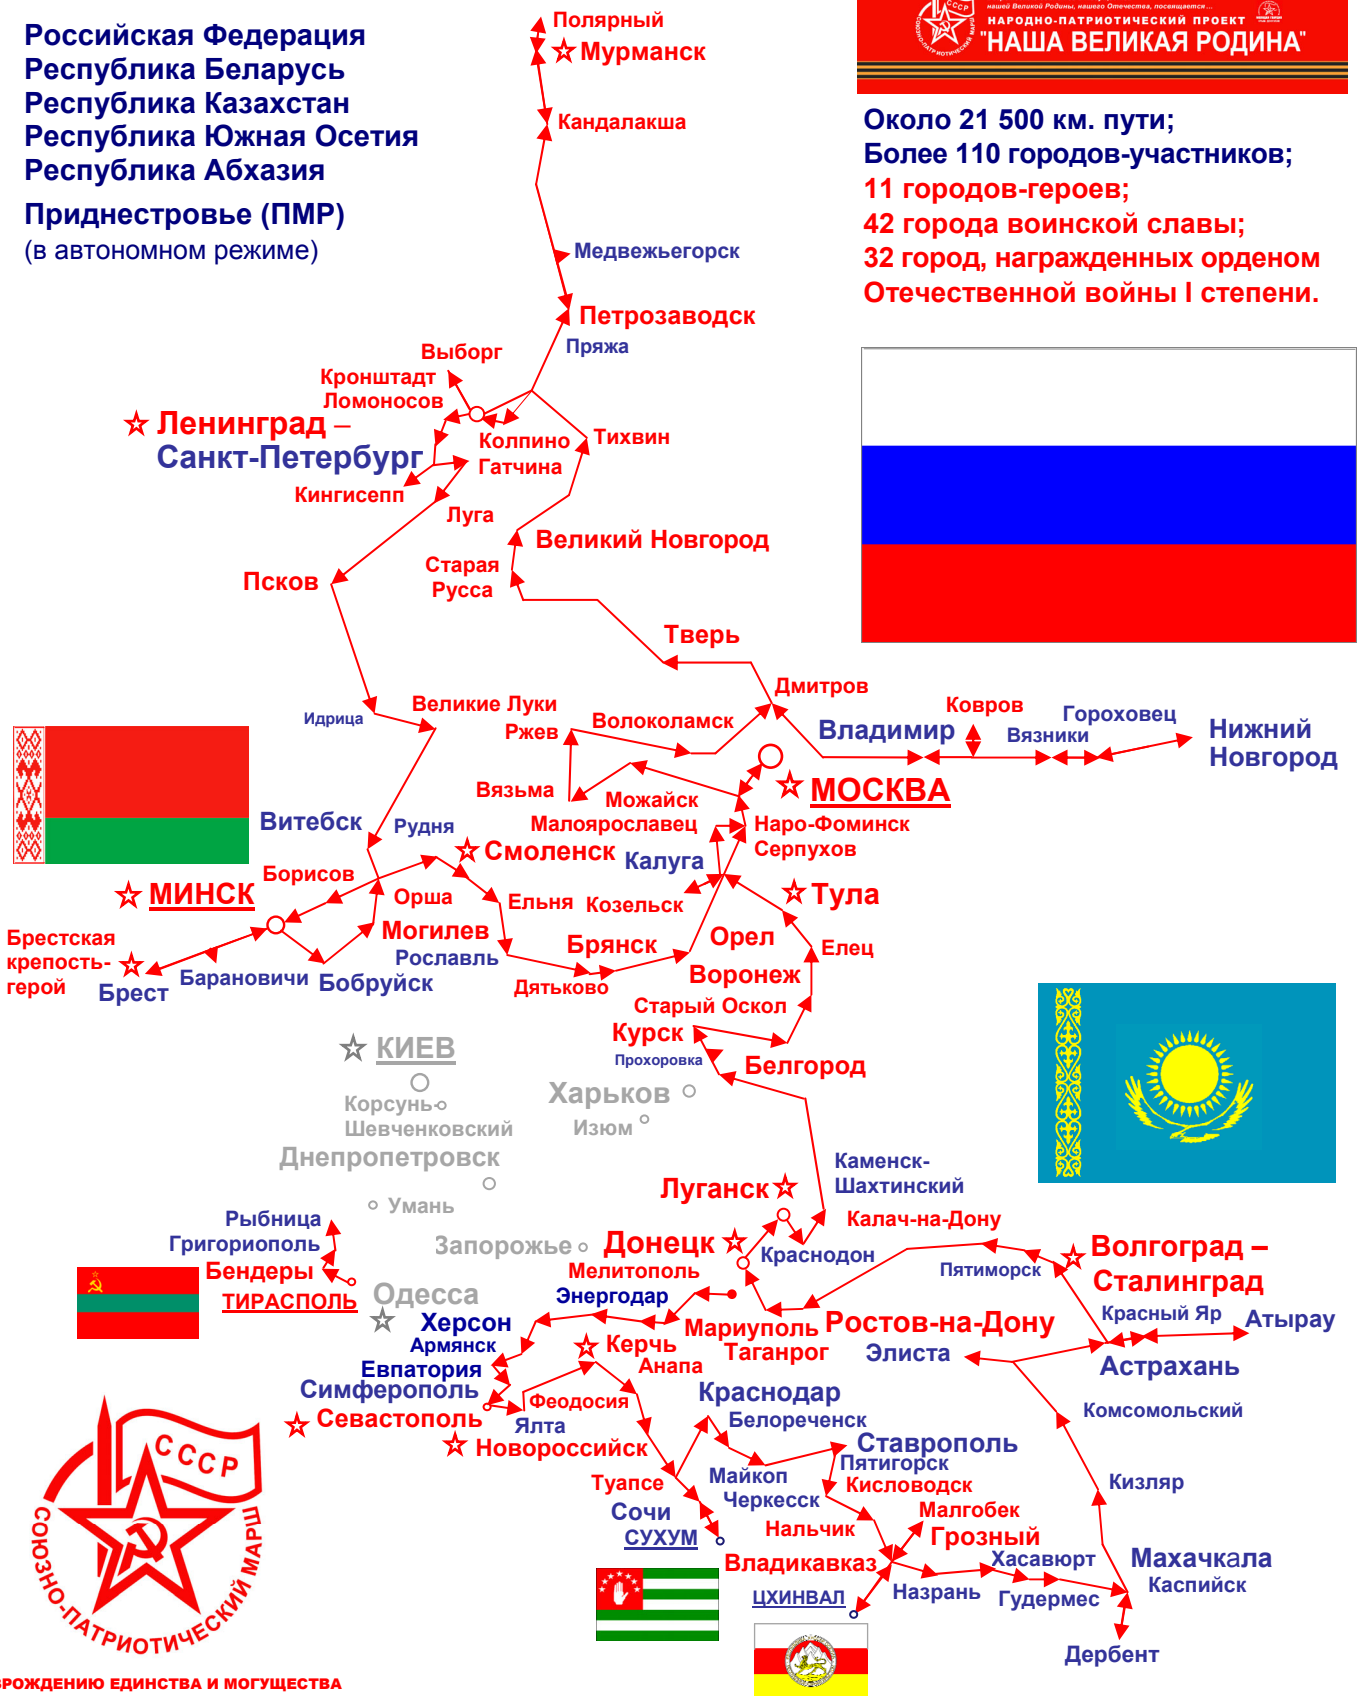 Российская Федерация
Республика Беларусь
Республика Казахстан
Республика Южная Осетия
Республика Абхазия
Приднестровье (ПМР)
(в автономном режиме)
нашей Великой Родины, нашего Отечества, посвящается...
НАРОДНО-ПАТРИОТИЧЕСКИЙ ПРОЕКТ
"НАША ВЕЛИКАЯ РОДИНА"
СССР
Около 21 500 км. пути;
Более 110 городов-участников;
11 городов-героев;
42 города воинской славы;
32 город, награжденных орденом
Отечественной войны I степени.
Полярный
Мурманск
Кандалакша
Медвежьегорск
Петрозаводск
Пряжа
Выборг
Кронштадт
Ломоносов
Ленинград –
Санкт-Петербург
Колпино
Гатчина
Тихвин
Кингисепп
Луга
Великий Новгород
Старая
Русса
Псков
Тверь
Дмитров
Идрица
Великие Луки
Ржев
Волоколамск
Владимир
Ковров
Вязники
Гороховец
Нижний
Новгород
Вязьма
Можайск
МОСКВА
Малоярославец
Наро-Фоминск
Серпухов
Витебск
Рудня
Смоленск
Калуга
Борисов
МИНСК
Орша
Ельня
Козельск
Тула
Брестская
крепость-
герой
Брест
Барановичи
Бобруйск
Могилев
Рославль
Брянск
Дятьково
Орел
Воронеж
Елец
Старый Оскол
Курск
Прохоровка
Белгород
КИЕВ
Корсунь-
Шевченковский
Харьков
Изюм
Днепропетровск
Умань
Запорожье
Одесса
Каменск-
Шахтинский
Луганск
Калач-на-Дону
Донецк
Краснодон
Рыбница
Григориополь
Бендеры
ТИРАСПОЛЬ
Мелитополь
Энергодар
Херсон
Армянск
Евпатория
Симферополь
Севастополь
Пятиморск
Волгоград –
Сталинград
Красный Яр
Атырау
Астрахань
Мариуполь
Таганрог
Ростов-на-Дону
Элиста
Керчь
Анапа
Феодосия
Ялта
Новороссийск
Краснодар
Белореченск
Комсомольский
Ставрополь
Пятигорск
Туапсе
Майкоп
Черкесск
Кисловодск
Кизляр
Сочи
СУХУМ
Нальчик
Малгобек
Грозный
Владикавказ
ЦХИНВАЛ
Назрань
Хасавюрт
Гудермес
Махачкала
Каспийск
Дербент
СССР
СОЮЗНО-ПАТРИОТИЧЕСКИЙ МАРШ
ВРОЖДЕНИЮ ЕДИНСТВА И МОГУЩЕСТВА